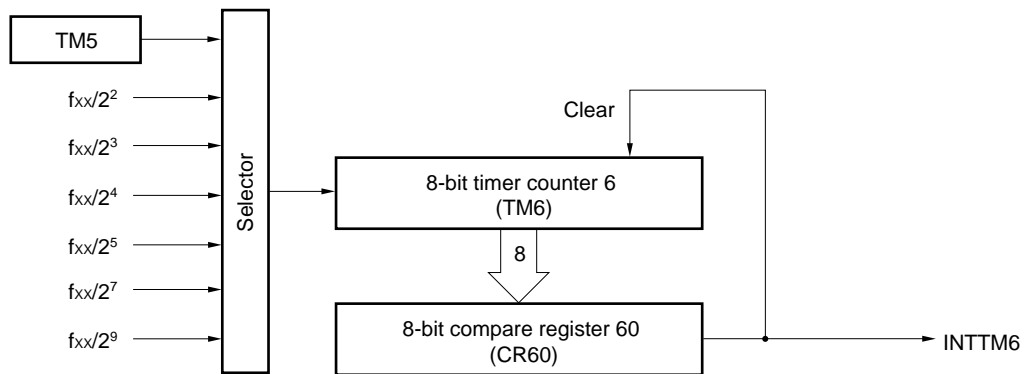 TM5
fxx/2²
fxx/2³
fxx/2⁴
fxx/2⁵
fxx/2⁷
fxx/2⁹
Selector
Clear
8-bit timer counter 6
(TM6)
8
8-bit compare register 60
(CR60)
INTTM6